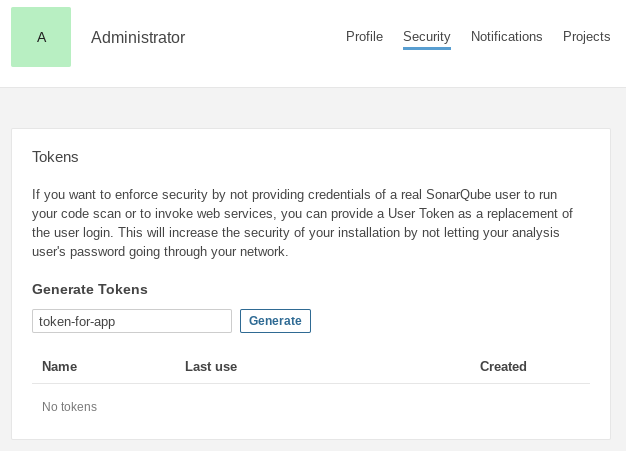 A Administrator Profile Security Notifications Projects
Tokens
If you want to enforce security by not providing credentials of a real SonarQube user to run
your code scan or to invoke web services, you can provide a User Token as a replacement of
the user login. This will increase the security of your installation by not letting your analysis
user's password going through your network.
Generate Tokens
token-for-app Generate
Name Last use Created
No tokens